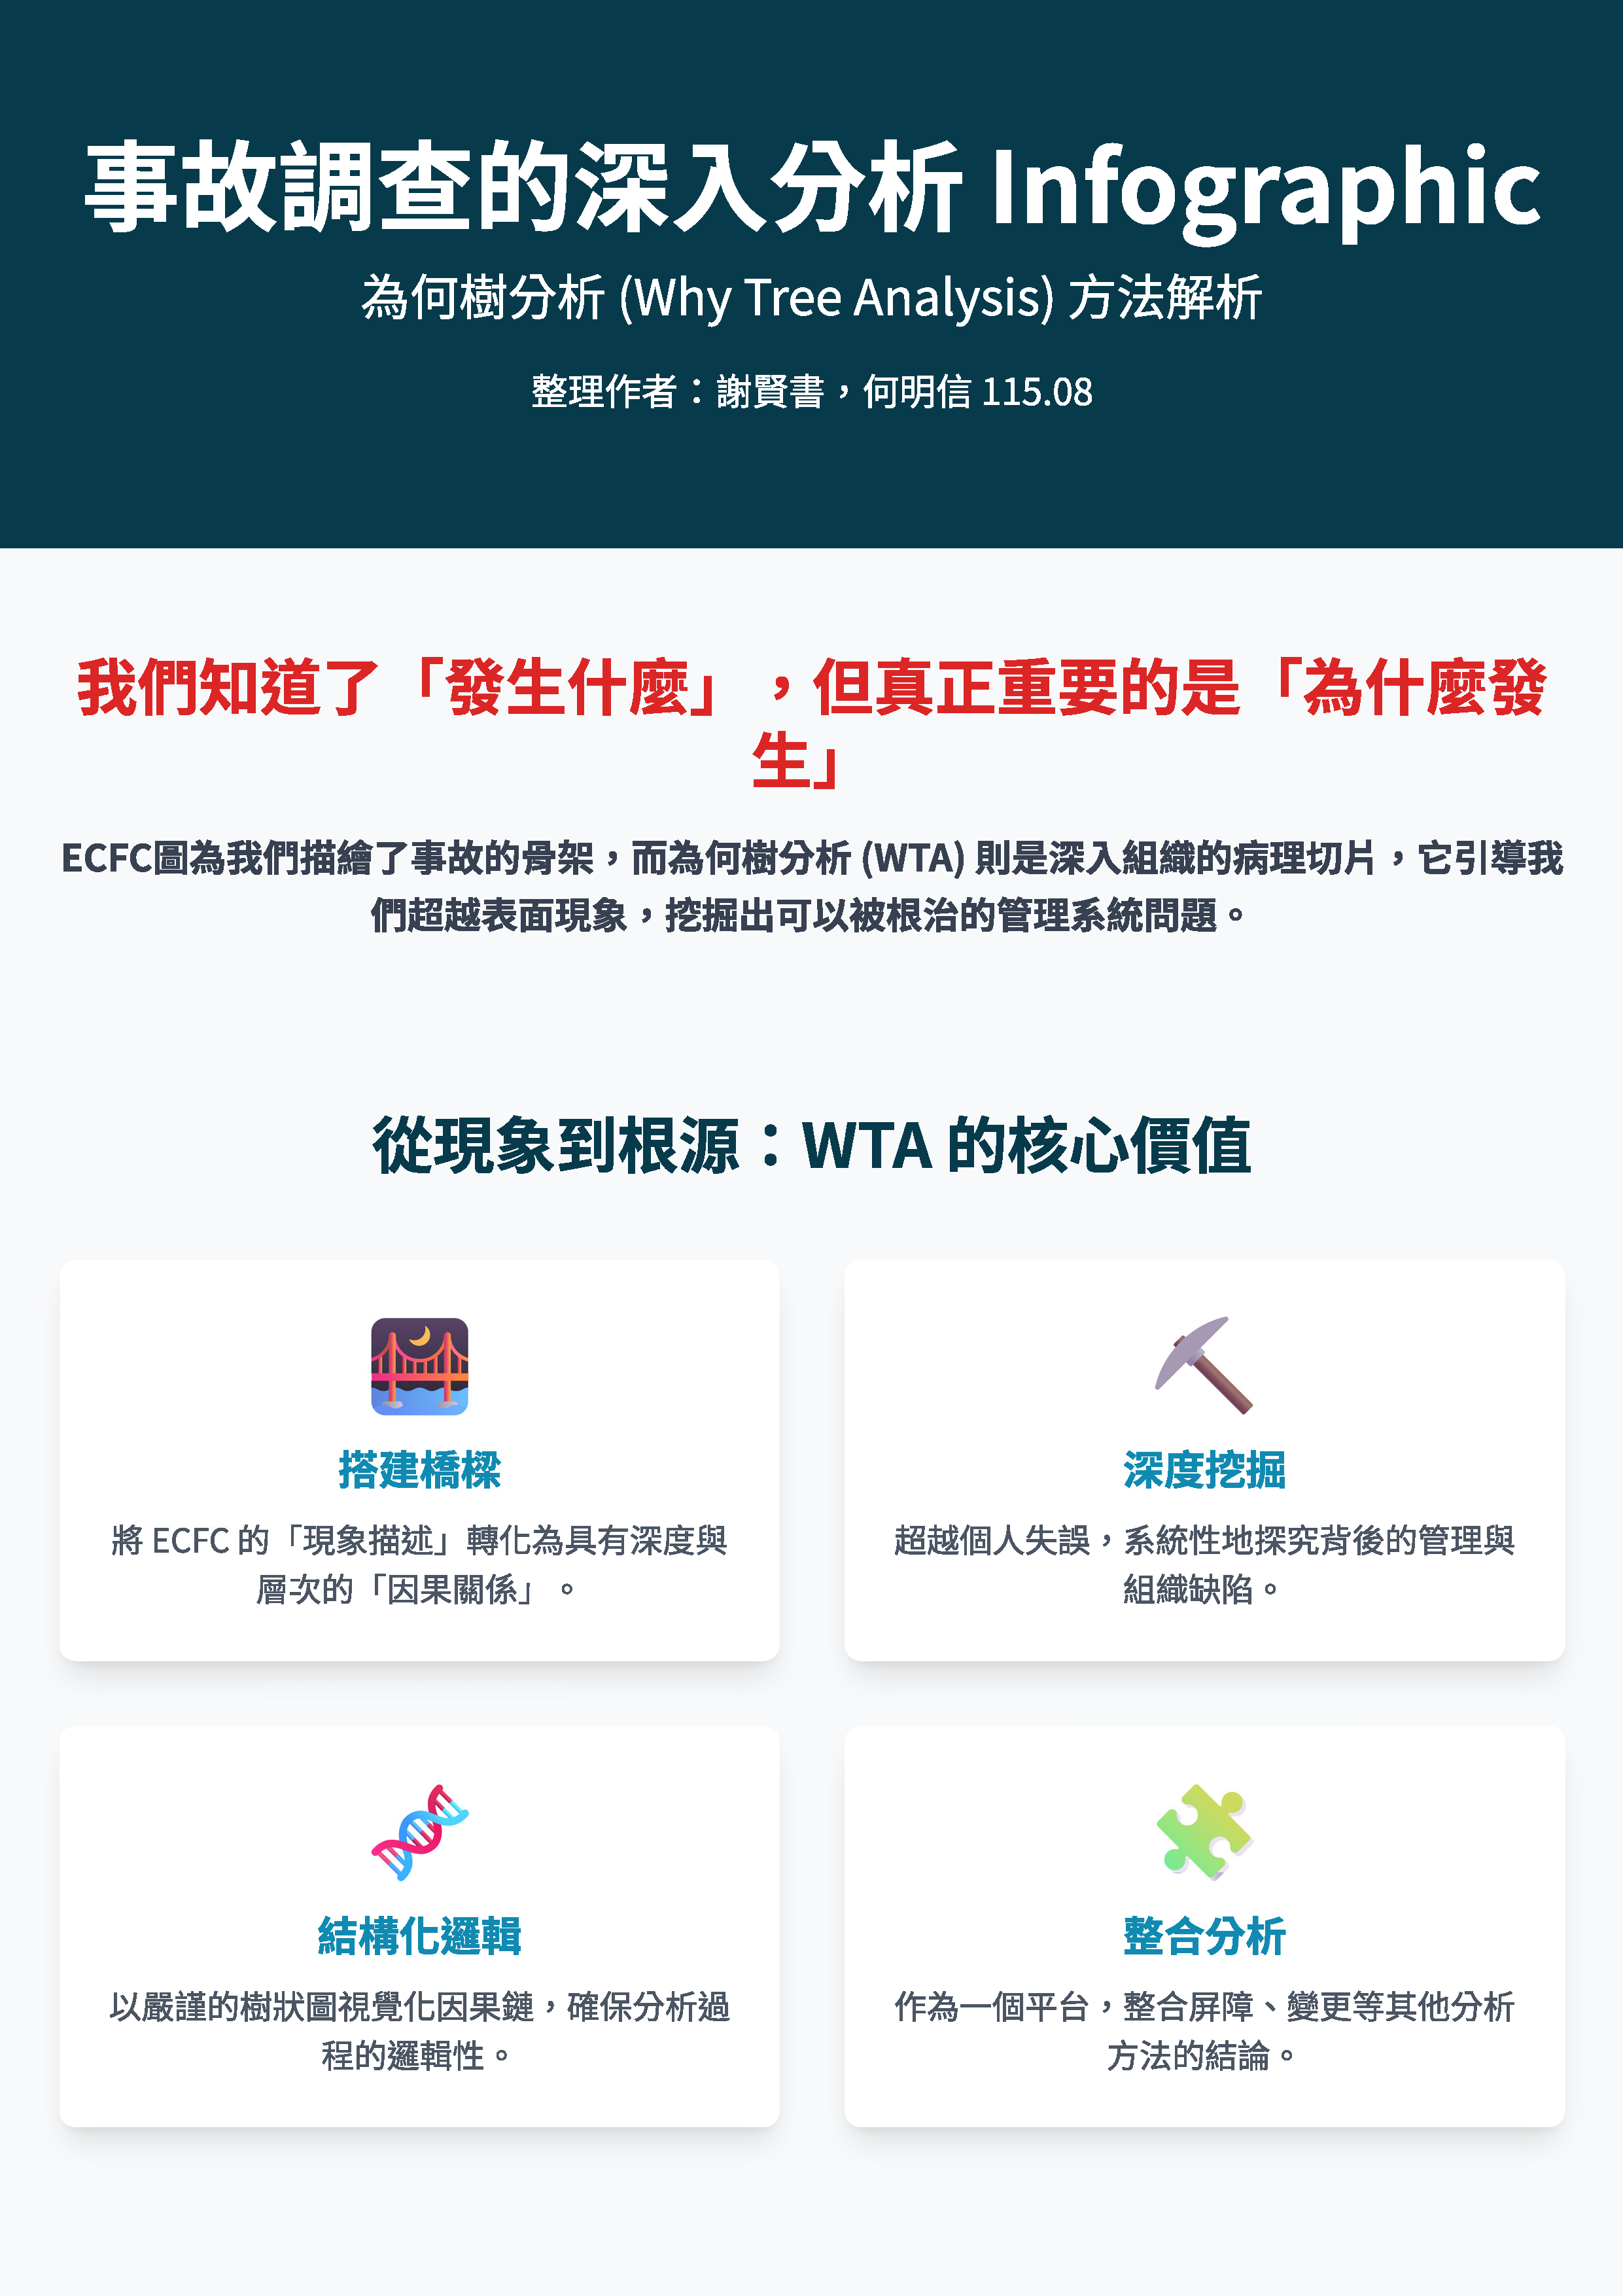 事故調查的深入分析 Infographic
為何樹分析 (Why Tree Analysis) 方法解析
整理作者：謝賢書，何明信 115.08
我們知道了「發生什麼」，但真正重要的是「為什麼發
生」
ECFC圖為我們描繪了事故的骨架，而為何樹分析 (WTA) 則是深入組織的病理切片，它引導我
們超越表面現象，挖掘出可以被根治的管理系統問題。
從現象到根源：WTA 的核心價值
搭建橋樑
將 ECFC 的「現象描述」轉化為具有深度與
層次的「因果關係」。
深度挖掘
超越個人失誤，系統性地探究背後的管理與
組織缺陷。
結構化邏輯
以嚴謹的樹狀圖視覺化因果鏈，確保分析過
程的邏輯性。
整合分析
作為一個平台，整合屏障、變更等其他分析
方法的結論。